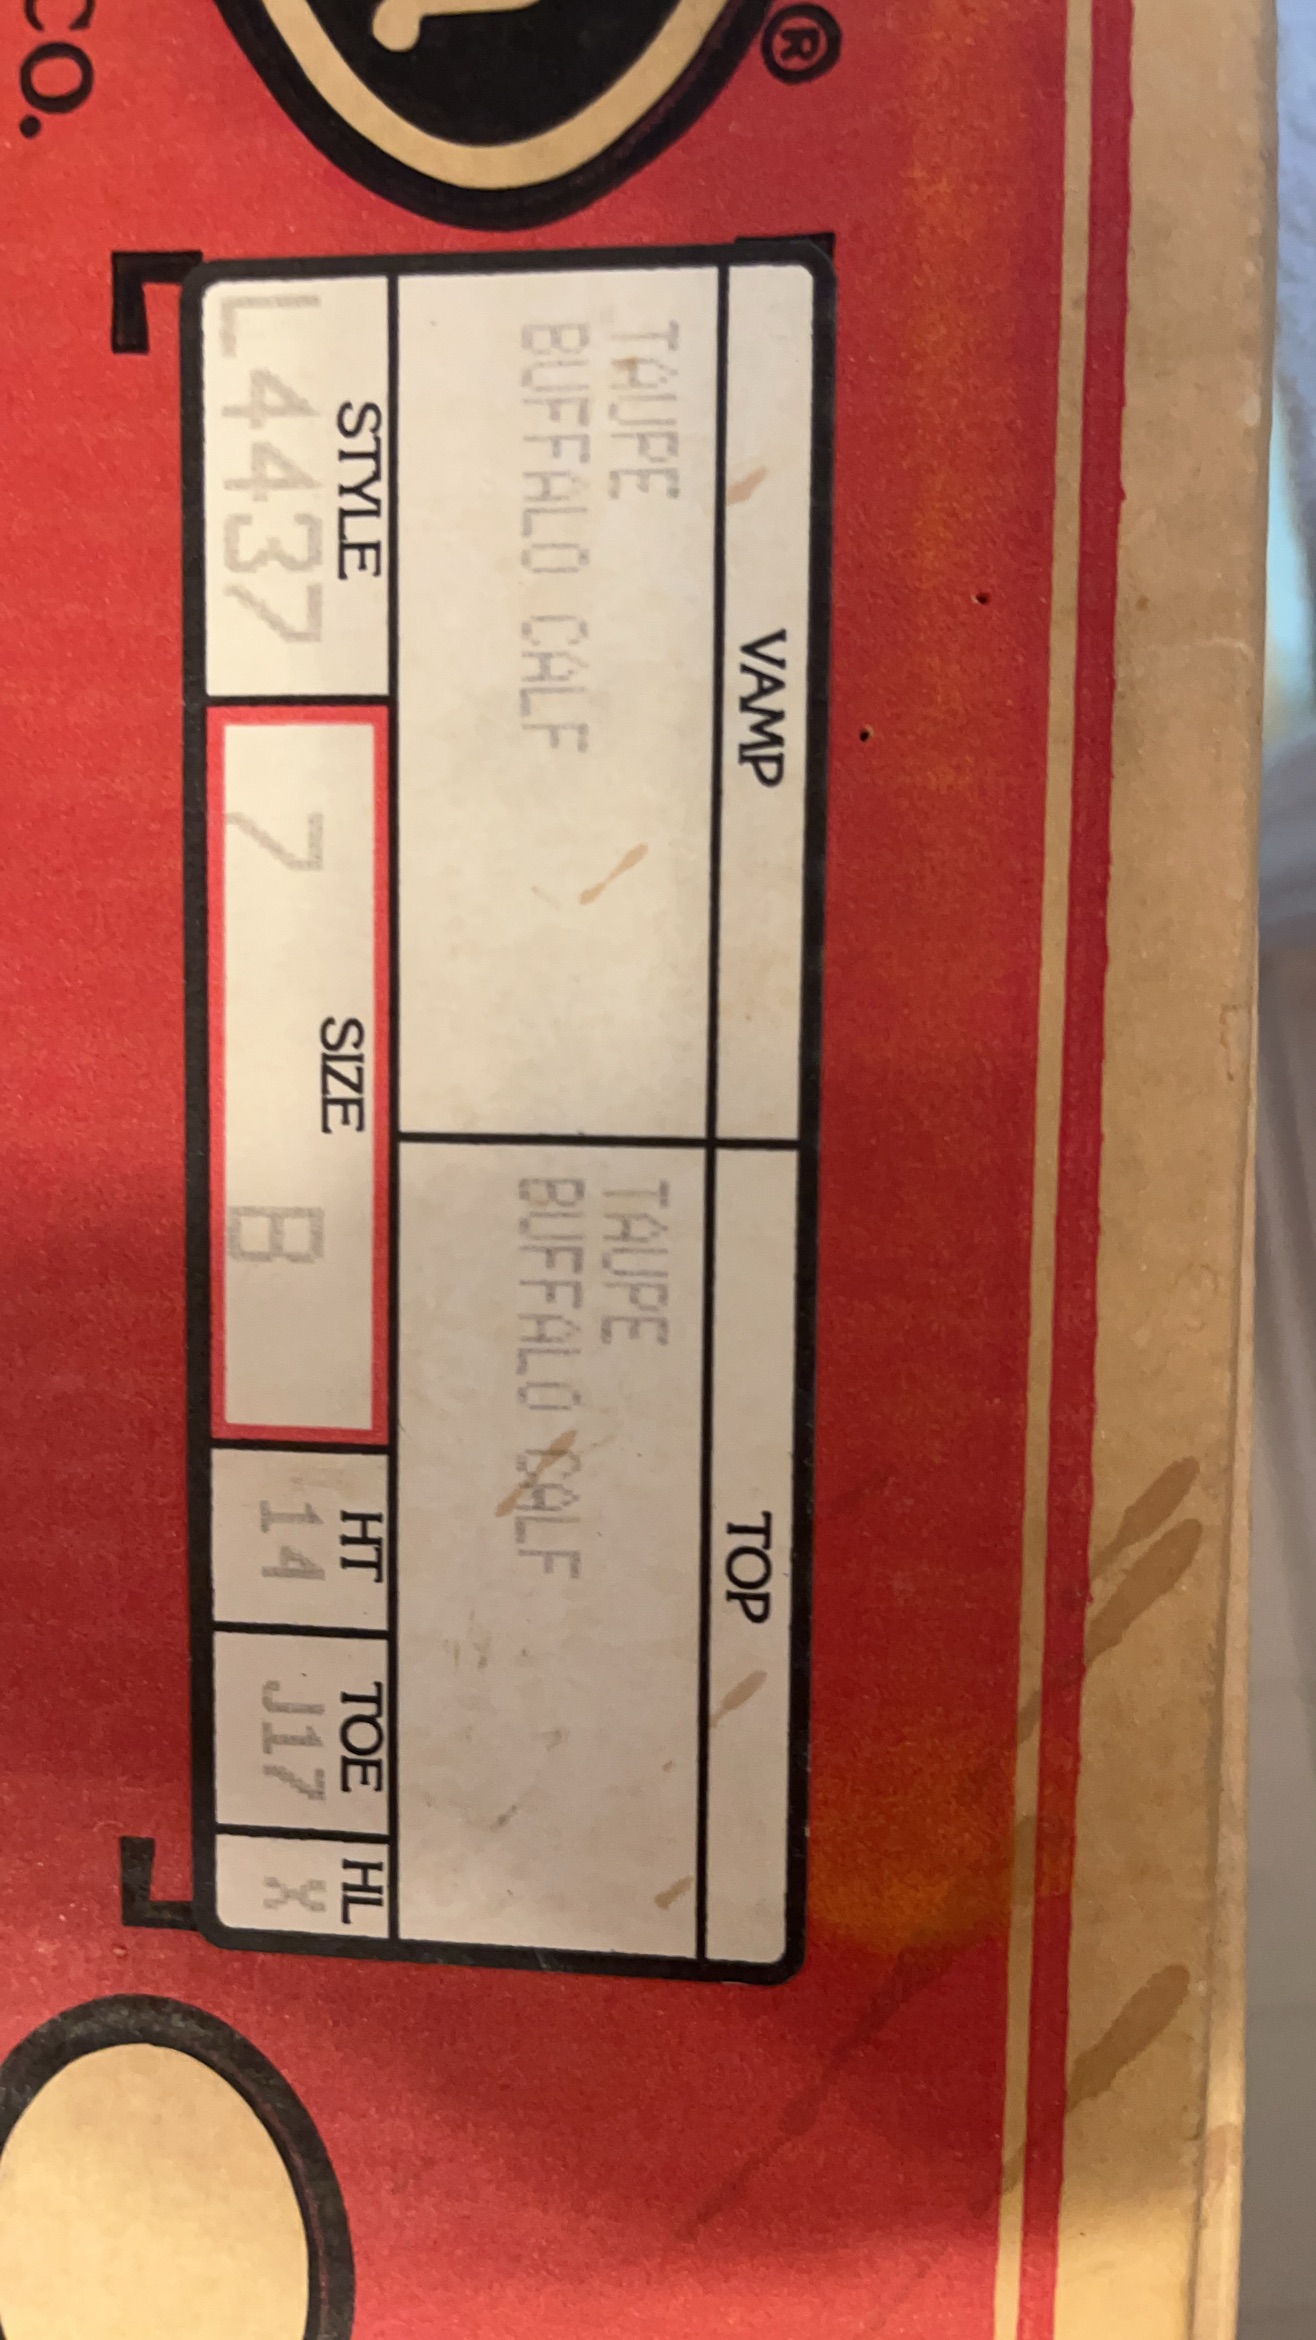 CO.
®
VAMP
TOP
TAUPE
BUFFALO CALF
TAUPE
BUFFALO CALF
STYLE
SIZE
HT
TOE
HL
L4437
7 B
14
J17
X